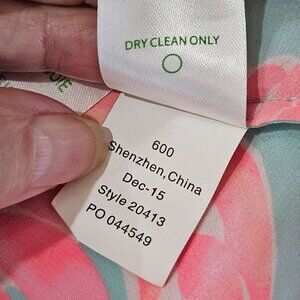 DRY CLEAN ONLY
600
Shenzhen, China
Dec-15
Style 20413
PO 044549